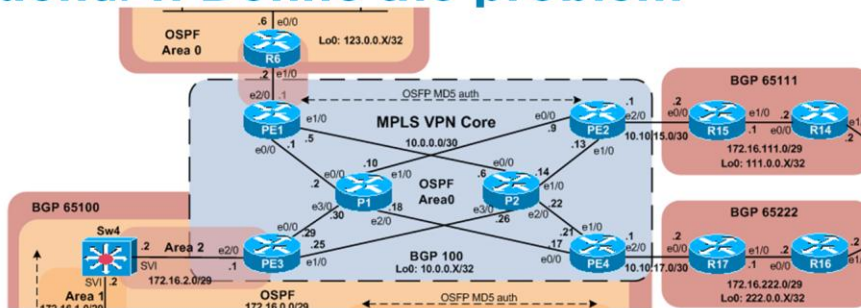 .6 e0/0
OSPF
Area 0
Lo0: 123.0.0.X/32
R6
.2 e1/0
e2/0 .1
OSFP MD5 auth
PE1
e1/0
.5
e0/0
.1
MPLS VPN Core
10.0.0.0/30
e0/0
.9
PE2
.1
e2/0
.13
e1/0
10.10.15.0/30
BGP 65111
.2
e0/0
R15
e1/0
.1
.2
e0/0
R14
.2
172.16.111.0/29
Lo0: 111.0.0.X/32
.10
e0/0
e1/0
.2
P1
e3/0
.30
.18
e2/0
OSPF
Area0
e0/0
.6
.14
e1/0
P2
e3/0
.26
.22
e2/0
BGP 65100
Sw4
.2
SVI
SVI
.2
Area 2
e2/0
.1
172.16.2.0/29
e0/0
.29
.25
e1/0
PE3
BGP 100
Lo0: 10.0.0.X/32
.21
e1/0
.17
e0/0
PE4
.1
e2/0
10.10.17.0/30
BGP 65222
.2
e0/0
R17
e1/0
.1
.2
e0/0
R16
172.16.222.0/29
Lo0: 222.0.0.X/32
Area 1
OSPF
172.16.0.0/29
OSFP MD5 auth